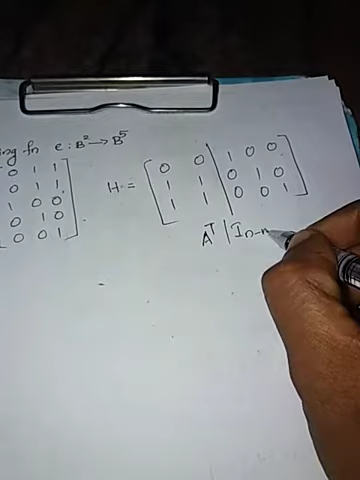 fn e: B² → B⁵
0 1 1
0 1 1
1 0 0
0 1 0
0 0 1
H = [ 0 0 | 1 0 0
1 1 | 0 1 0
1 1 | 0 0 1 ]
Aᵀ | Iₙ₋